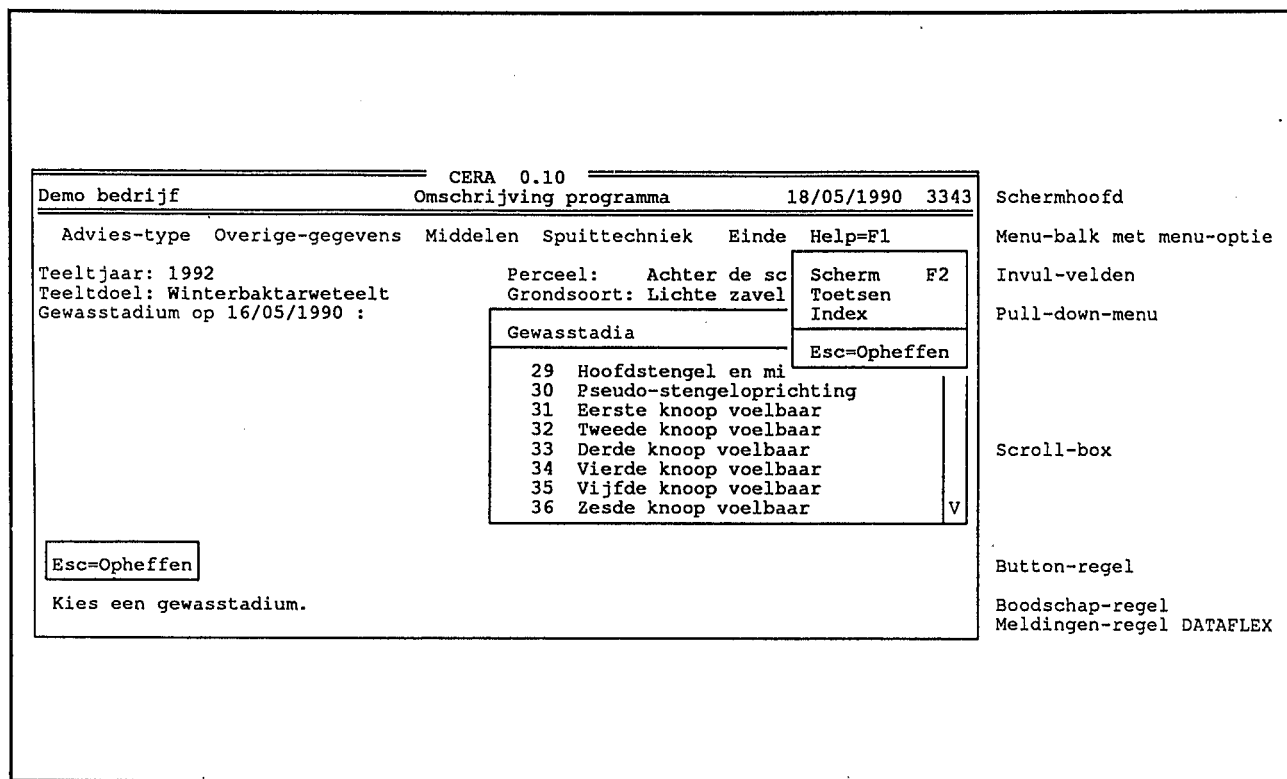 CERA 0.10
Demo bedrijf Omschrijving programma 18/05/1990 3343 Schermhoofd
Advies-type Overige-gegevens Middelen Spuittechniek Einde Help=F1 Menu-balk met menu-optie
Teeltjaar: 1992 Perceel: Achter de sc Scherm F2 Invul-velden
Teeltdoel: Winterbaktarweteelt Grondsoort: Lichte zavel Toetsen
Gewasstadium op 16/05/1990 : Index Pull-down-menu
Gewasstadia
Esc=Opheffen
29 Hoofdstengel en mi
30 Pseudo-stengeloprichting
31 Eerste knoop voelbaar
32 Tweede knoop voelbaar
33 Derde knoop voelbaar Scroll-box
34 Vierde knoop voelbaar
35 Vijfde knoop voelbaar
36 Zesde knoop voelbaar V
Esc=Opheffen Button-regel
Kies een gewasstadium. Boodschap-regel
Meldingen-regel DATAFLEX